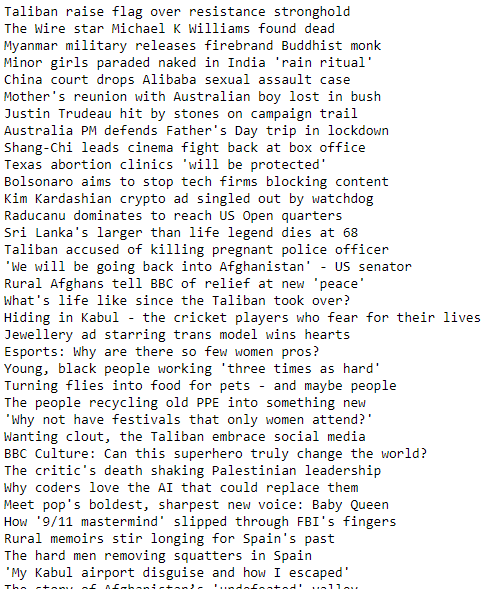 Taliban raise flag over resistance stronghold
The Wire star Michael K Williams found dead
Myanmar military releases firebrand Buddhist monk
Minor girls paraded naked in India 'rain ritual'
China court drops Alibaba sexual assault case
Mother's reunion with Australian boy lost in bush
Justin Trudeau hit by stones on campaign trail
Australia PM defends Father's Day trip in lockdown
Shang-Chi leads cinema fight back at box office
Texas abortion clinics 'will be protected'
Bolsonaro aims to stop tech firms blocking content
Kim Kardashian crypto ad singled out by watchdog
Raducanu dominates to reach US Open quarters
Sri Lanka's larger than life legend dies at 68
Taliban accused of killing pregnant police officer
'We will be going back into Afghanistan' - US senator
Rural Afghans tell BBC of relief at new 'peace'
What's life like since the Taliban took over?
Hiding in Kabul - the cricket players who fear for their lives
Jewellery ad starring trans model wins hearts
Esports: Why are there so few women pros?
Young, black people working 'three times as hard'
Turning flies into food for pets - and maybe people
The people recycling old PPE into something new
'Why not have festivals that only women attend?'
Wanting clout, the Taliban embrace social media
BBC Culture: Can this superhero truly change the world?
The critic's death shaking Palestinian leadership
Why coders love the AI that could replace them
Meet pop's boldest, sharpest new voice: Baby Queen
How '9/11 mastermind' slipped through FBI's fingers
Rural memoirs stir longing for Spain's past
The hard men removing squatters in Spain
'My Kabul airport disguise and how I escaped'
The story of Afghanistan's 'undefeated' valley